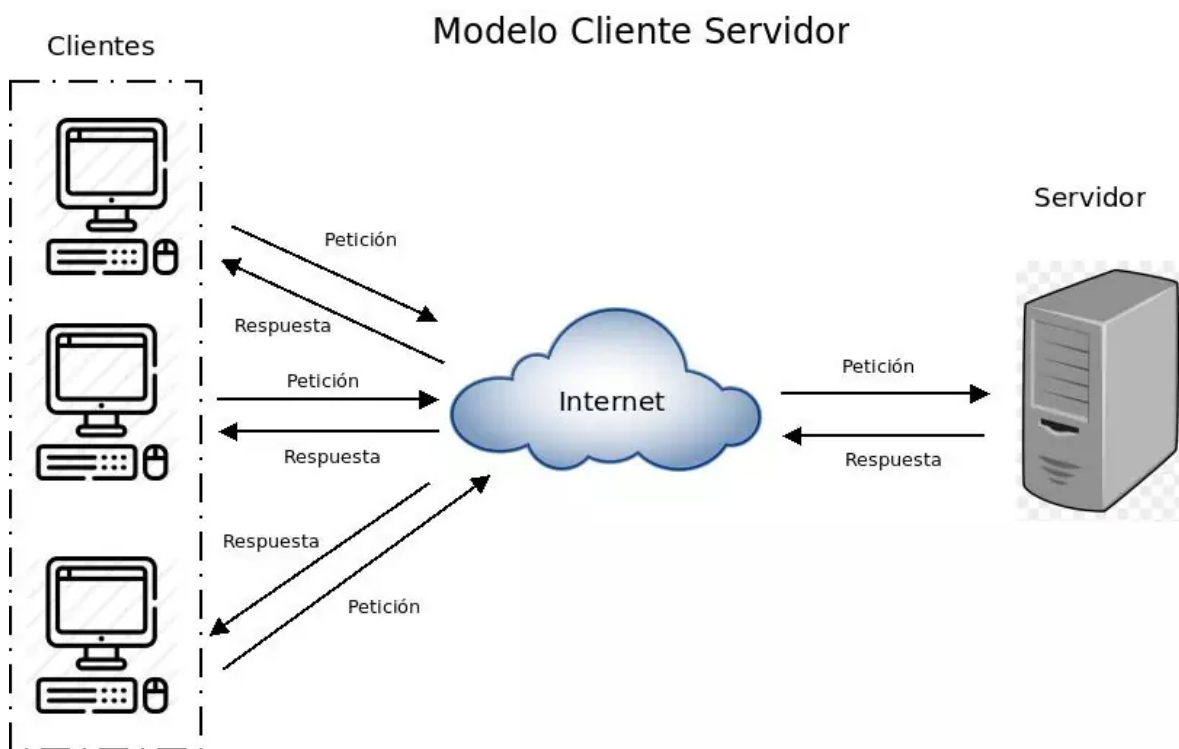 Modelo Cliente Servidor
Clientes
Servidor
Petición
Respuesta
Petición
Respuesta
Respuesta
Petición
Internet
Petición
Respuesta